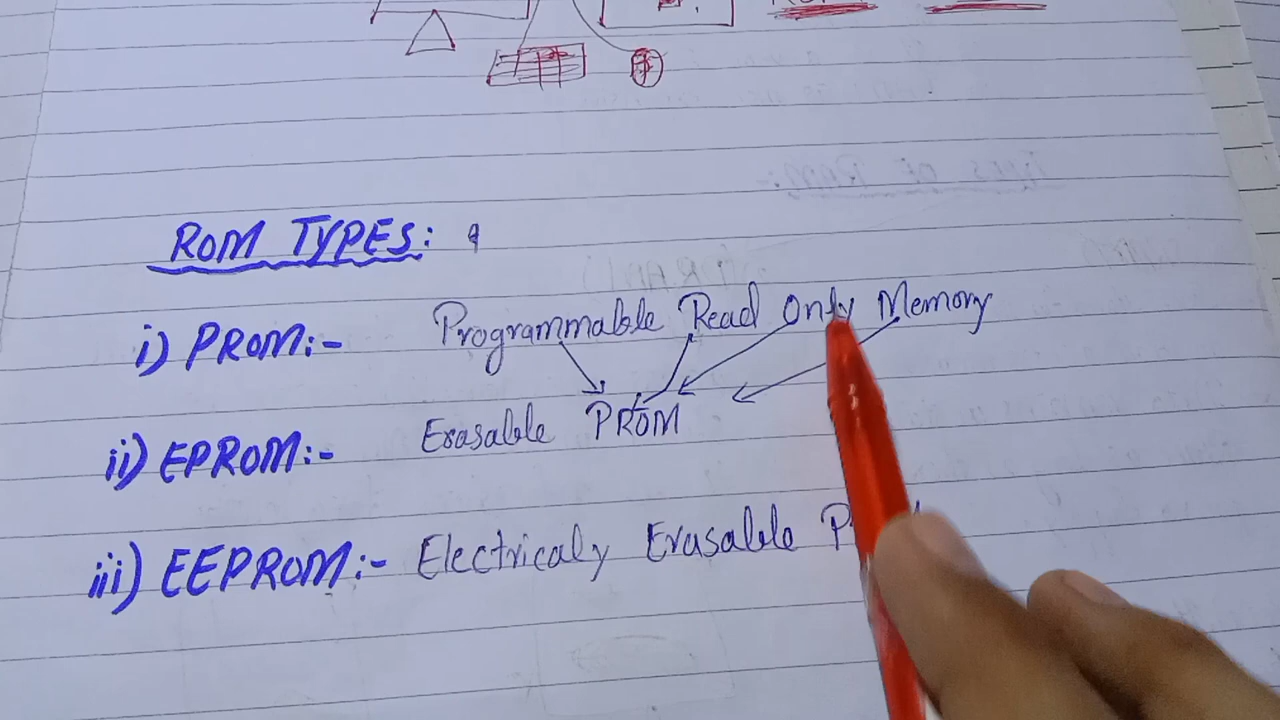 ROM TYPES:
i) PROM:- Programmable Read Only Memory
ii) EPROM:- Erasable PROM
iii) EEPROM:- Electricaly Erasable